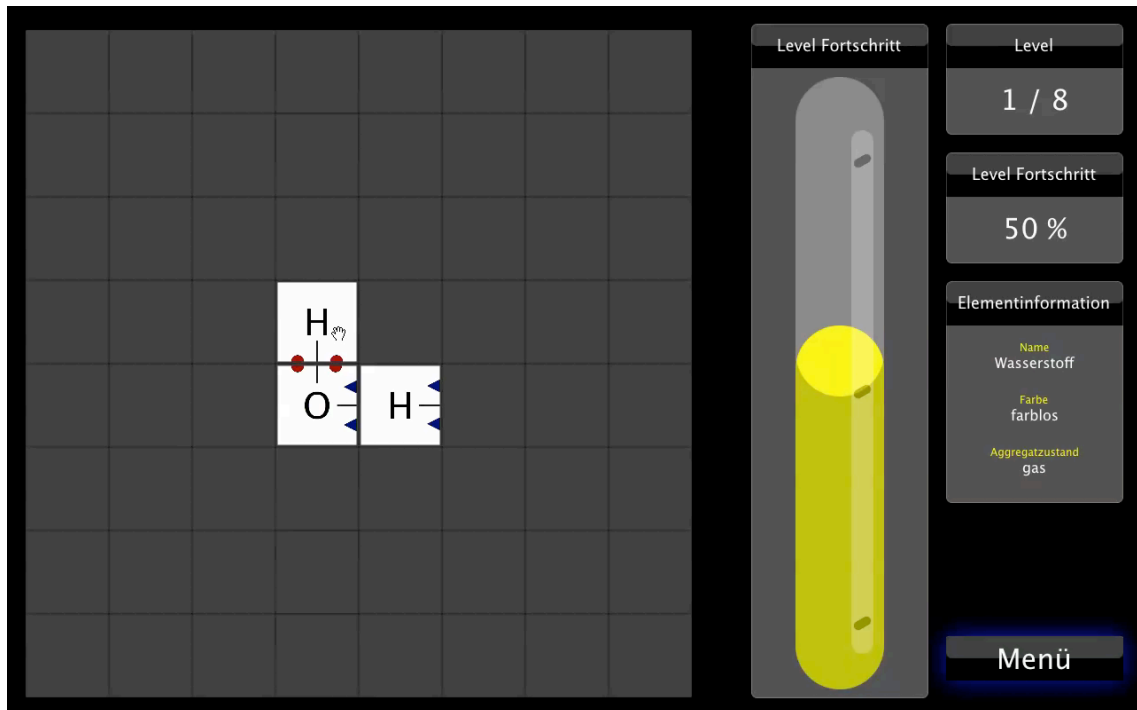 H
O
H
Level Fortschritt
Level
1 / 8
Level Fortschritt
50 %
Elementinformation
Name
Wasserstoff
Farbe
farblos
Aggregatzustand
gas
Menü